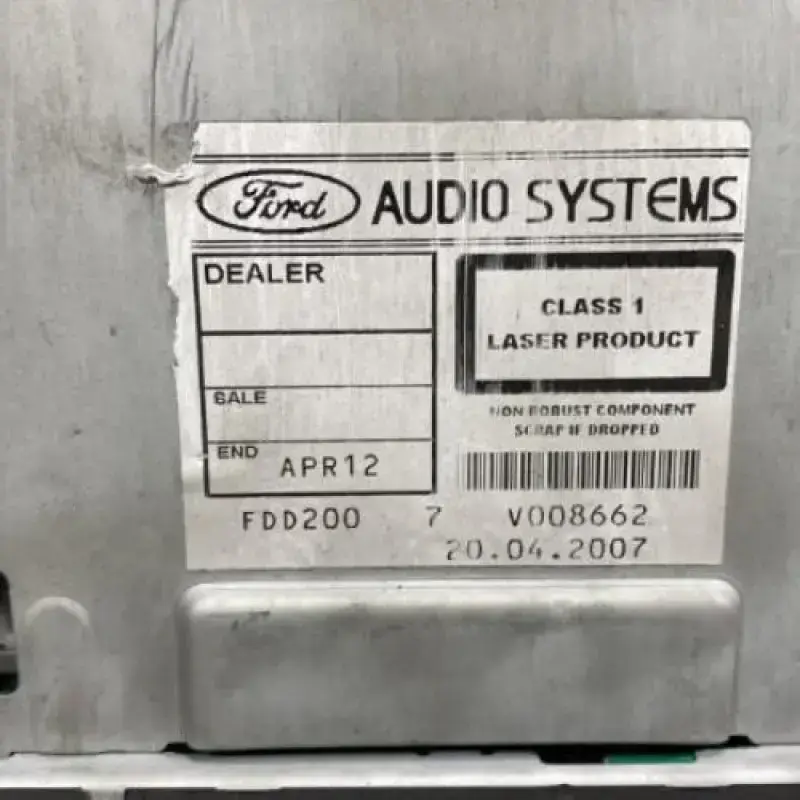 Ford AUDIO SYSTEMS
DEALER
CLASS 1
LASER PRODUCT
SALE
NON ROBUST COMPONENT
SCRAP IF DROPPED
END APR12
FDD200 7 V008662
20.04.2007